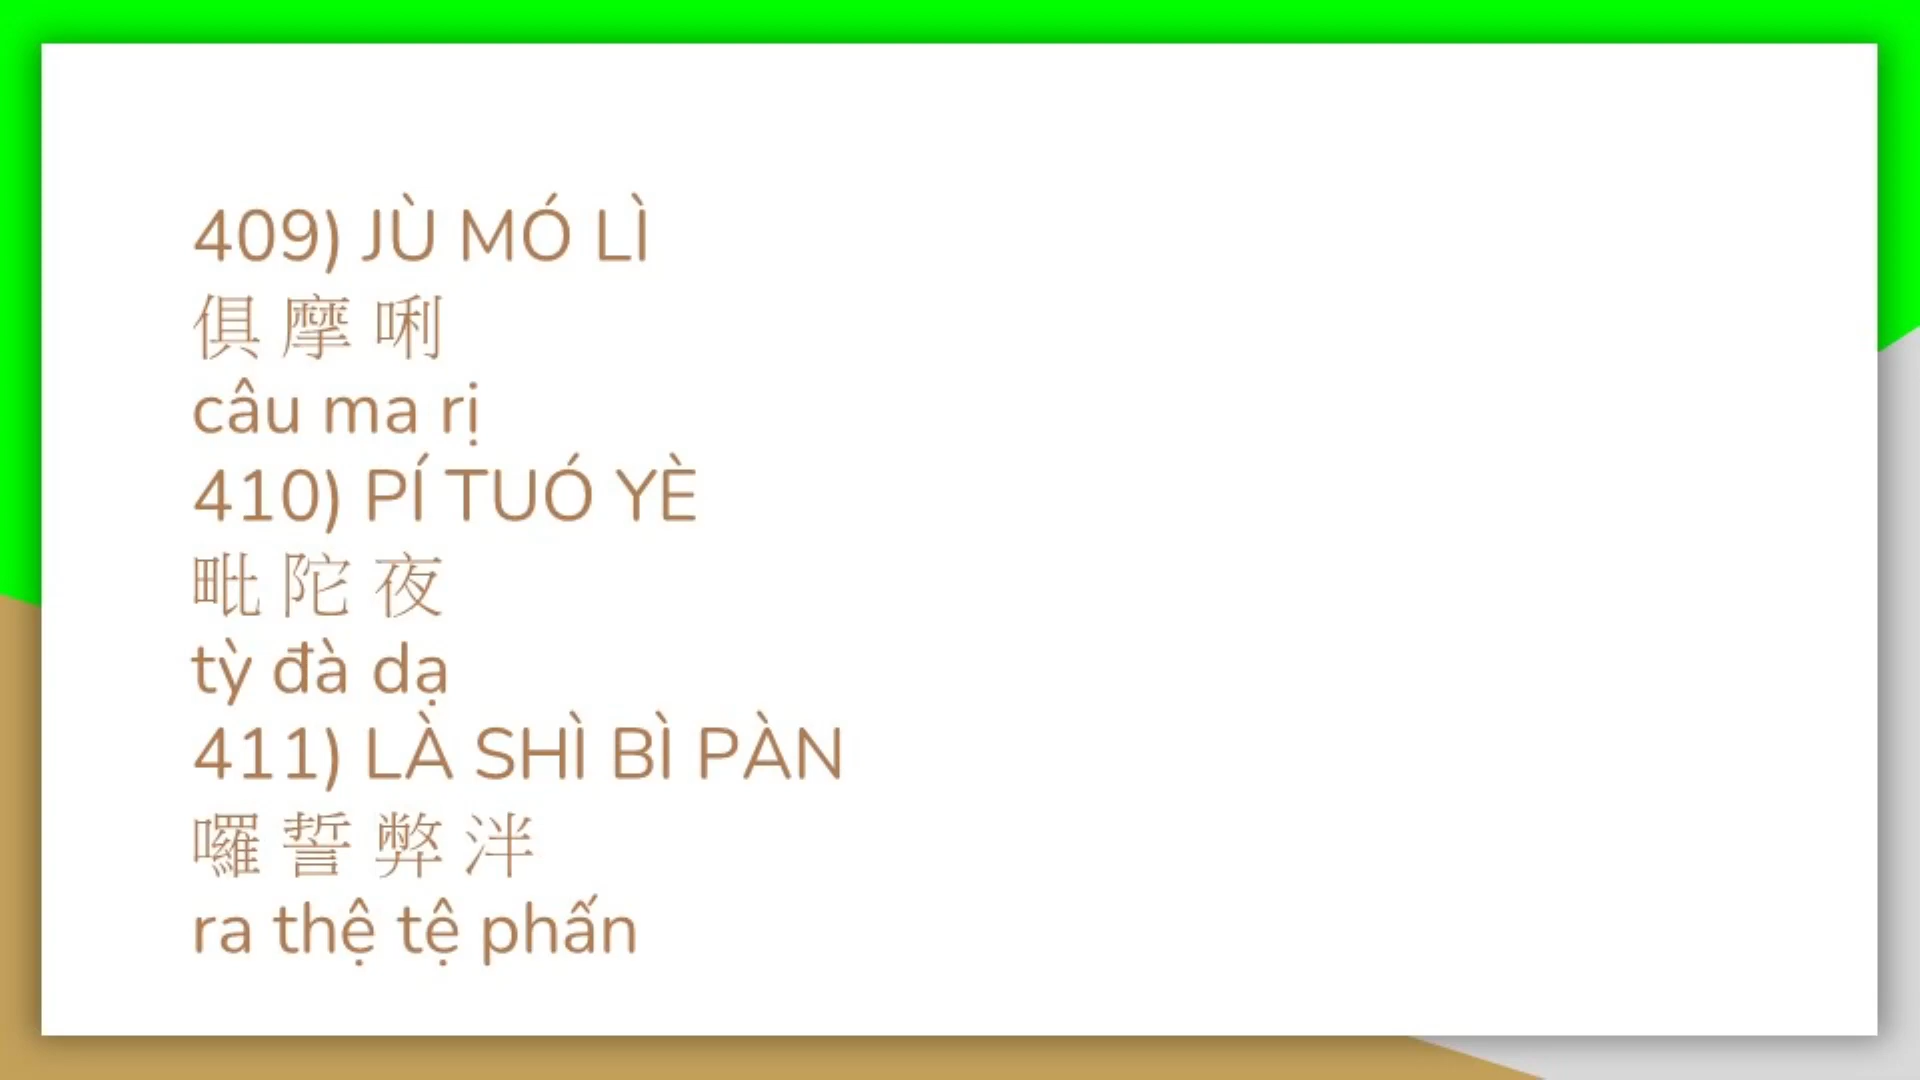 409) JÙ MÓ LÌ
俱 摩 唎
câu ma rị
410) PÍ TUÓ YÈ
毗 陀 夜
tỳ đà dạ
411) LÀ SHÌ BÌ PÀN
囉 誓 弊 泮
ra thệ tệ phấn